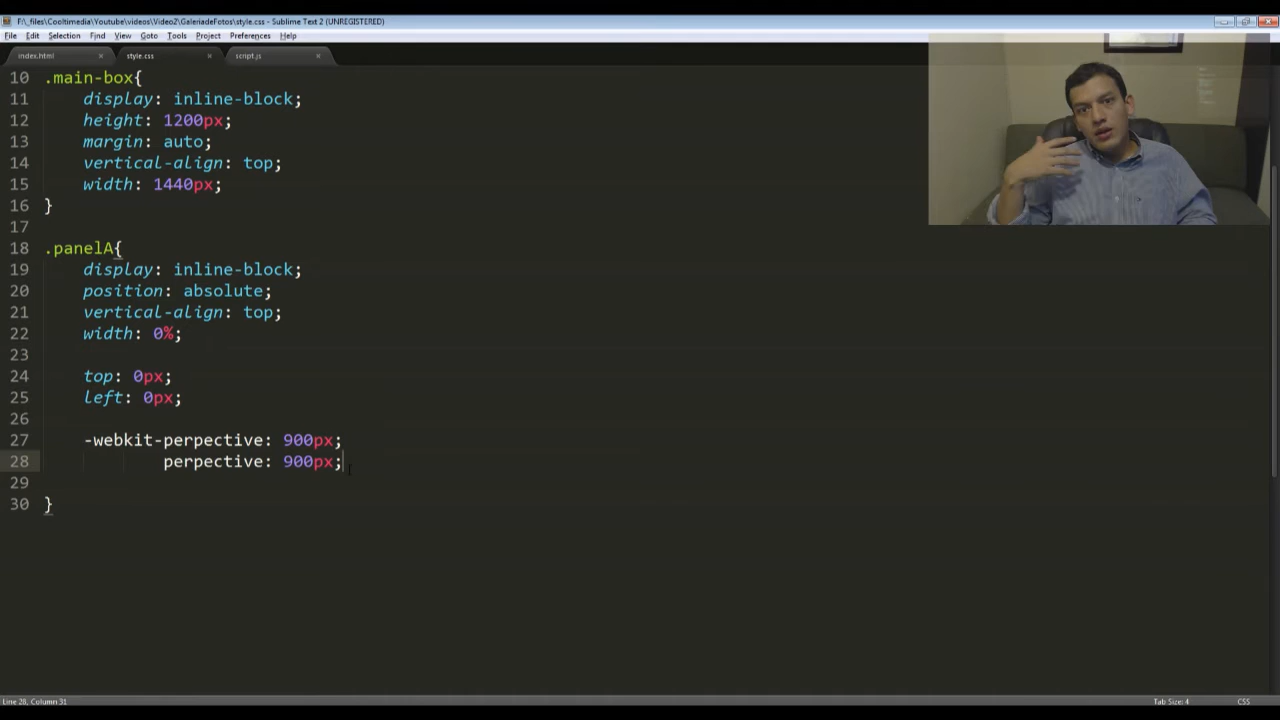 F:\_files\Cooltimedia\Youtube\videos\Video2\GaleriadeFotos\style.css - Sublime Text 2 (UNREGISTERED)
File Edit Selection Find View Goto Tools Project Preferences Help
index.html × style.css × script.js ×
10 .main-box{
11 display: inline-block;
12 height: 1200px;
13 margin: auto;
14 vertical-align: top;
15 width: 1440px;
16 }
17
18 .panelA{
19 display: inline-block;
20 position: absolute;
21 vertical-align: top;
22 width: 0%;
23
24 top: 0px;
25 left: 0px;
26
27 -webkit-perpective: 900px;
28 perpective: 900px;
29
30 }
Line 28, Column 31 Tab Size: 4 CSS